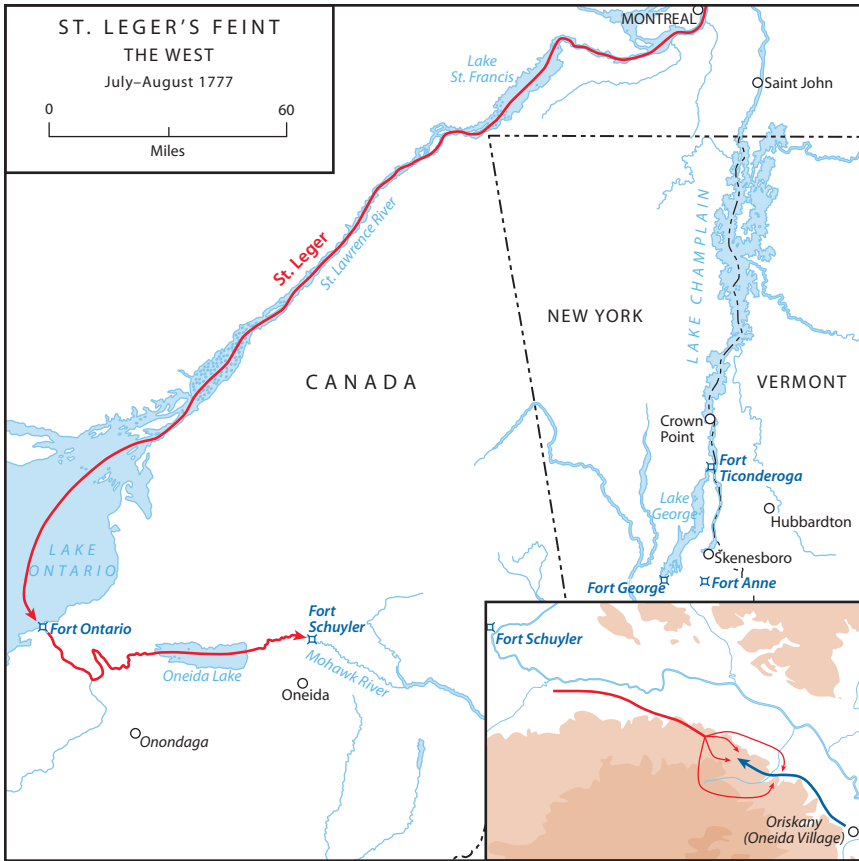 ST. LEGER'S FEINT
THE WEST
July–August 1777
0
60
Miles
MONTREAL
Lake
St. Francis
Saint John
St. Leger
St. Lawrence River
LAKE CHAMPLAIN
NEW YORK
VERMONT
CANADA
Crown
Point
Fort
Ticonderoga
Lake
George
Hubbardton
Skenesboro
Fort George
Fort Anne
LAKE
ONTARIO
Fort Ontario
Fort
Schuyler
Oneida Lake
Mohawk River
Oneida
Onondaga
Fort Schuyler
Oriskany
(Oneida Village)